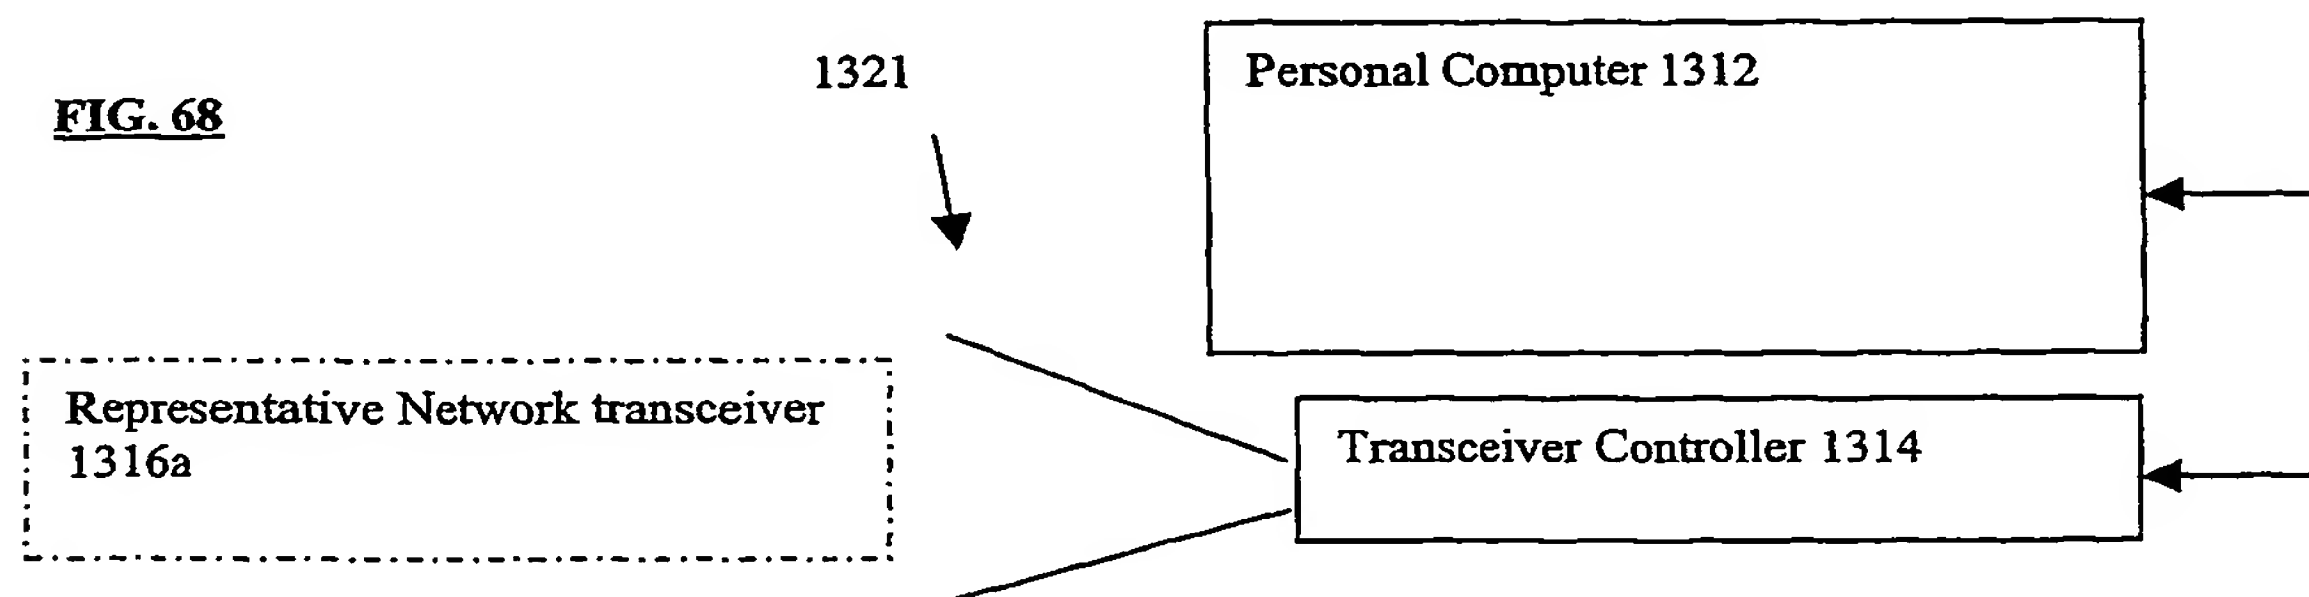 FIG. 68
1321
Personal Computer 1312
Representative Network transceiver
1316a
Transceiver Controller 1314